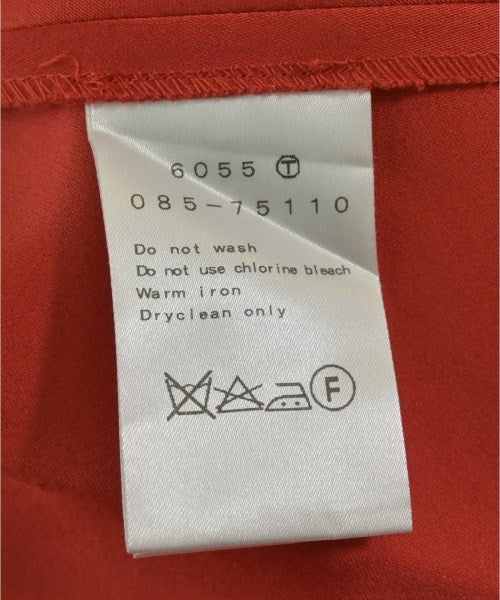 6055 Ⓣ
085-75110
Do not wash
Do not use chlorine bleach
Warm iron
Dryclean only
F